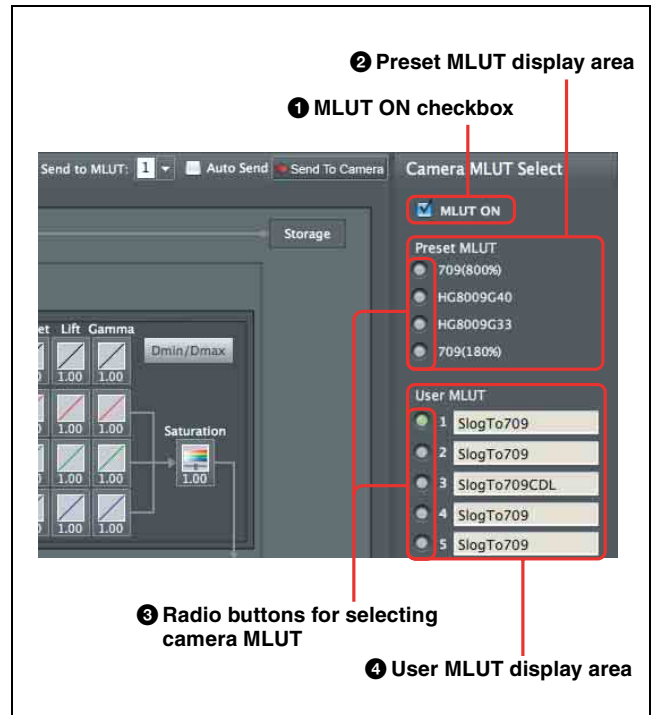 ❷ Preset MLUT display area
❶ MLUT ON checkbox
Send to MLUT: 1 Auto Send Send To Camera
Camera MLUT Select
MLUT ON
Storage
Preset MLUT
709(800%)
HG8009G40
HG8009G33
709(180%)
et Lift Gamma
Dmin/Dmax
1.00 1.00
1.00 1.00
Saturation
1.00
1.00 1.00
1.00 1.00
User MLUT
1 SlogTo709
2 SlogTo709
3 SlogTo709CDL
4 SlogTo709
5 SlogTo709
❸ Radio buttons for selecting
camera MLUT
❹ User MLUT display area